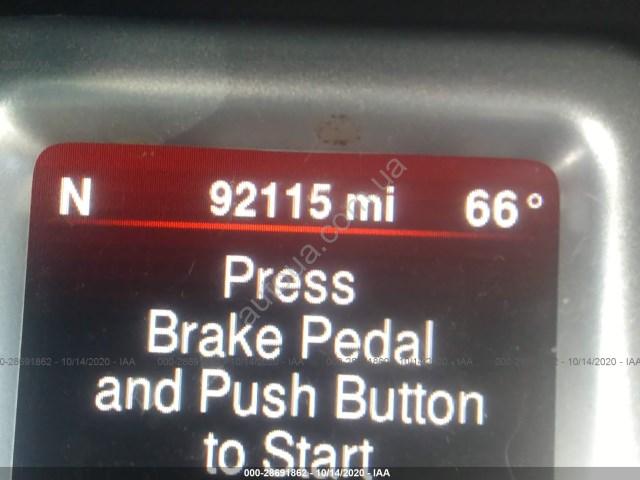 N 92115 mi 66°
Press
Brake Pedal
and Push Button
to Start
000-28691862 - 10/14/2020 - IAA